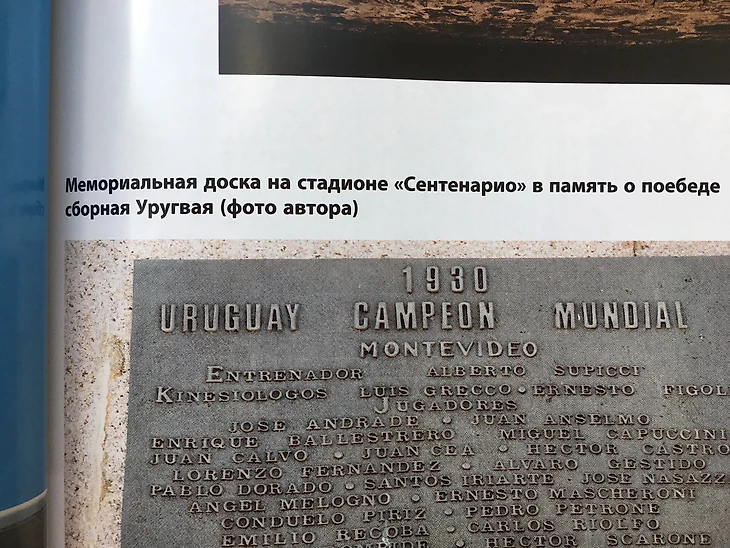 Мемориальная доска на стадионе «Сентенарио» в память о поебеде
сборная Уругвая (фото автора)
1930
URUGUAY CAMPEON MUNDIAL
MONTEVIDEO
ENTRENADOR ALBERTO SUPICCI
KINESIOLOGOS LUIS GRECCO · ERNESTO FIGOLI
JUGADORES
JOSE ANDRADE · JUAN ANSELMO
ENRIQUE BALLESTRERO · MIGUEL CAPUCCINI
JUAN CALVO · JUAN CEA · HECTOR CASTRO
LORENZO FERNANDEZ · ALVARO GESTIDO
PABLO DORADO · SANTOS IRIARTE · JOSE NASAZZ
ANGEL MELOGNO · ERNESTO MASCHERONI
CONDUELO PIRIZ · PEDRO PETRONE
EMILIO RECOBA · CARLOS RIOLFO
HECTOR SCARONE